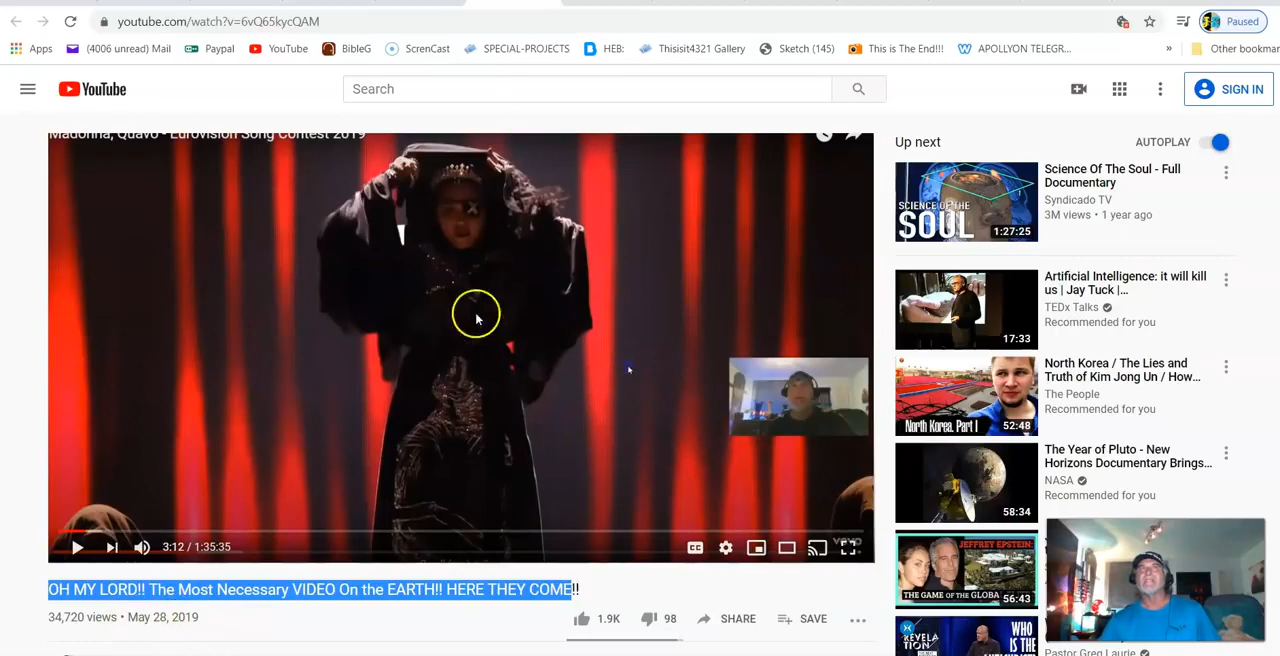 youtube.com/watch?v=6vQ65kycQAM
Paused
Apps (4006 unread) Mail Paypal YouTube BibleG ScrenCast SPECIAL-PROJECTS HEB: Thisisit4321 Gallery Sketch (145) This is The End!!! APOLLYON TELEGR... » Other bookmar
YouTube
Search
SIGN IN
Madonna, Quavo - Eurovision Song Contest 2019
Up next
AUTOPLAY
SCIENCE OF THE
SOUL
1:27:25
Science Of The Soul - Full
Documentary
Syndicado TV
3M views • 1 year ago
17:33
Artificial Intelligence: it will kill
us | Jay Tuck |...
TEDx Talks
Recommended for you
North Korea. Part I
52:48
North Korea / The Lies and
Truth of Kim Jong Un / How...
The People
Recommended for you
58:34
The Year of Pluto - New
Horizons Documentary Brings...
NASA
Recommended for you
JEFFREY EPSTEIN:
THE GAME OF THE GLOBA
56:43
REVELA
TION
WHO
IS THE
Pastor Greg Laurie
3:12 / 1:35:35
CC
vevo
OH MY LORD!! The Most Necessary VIDEO On the EARTH!! HERE THEY COME!!
34,720 views • May 28, 2019
1.9K
98
SHARE
SAVE